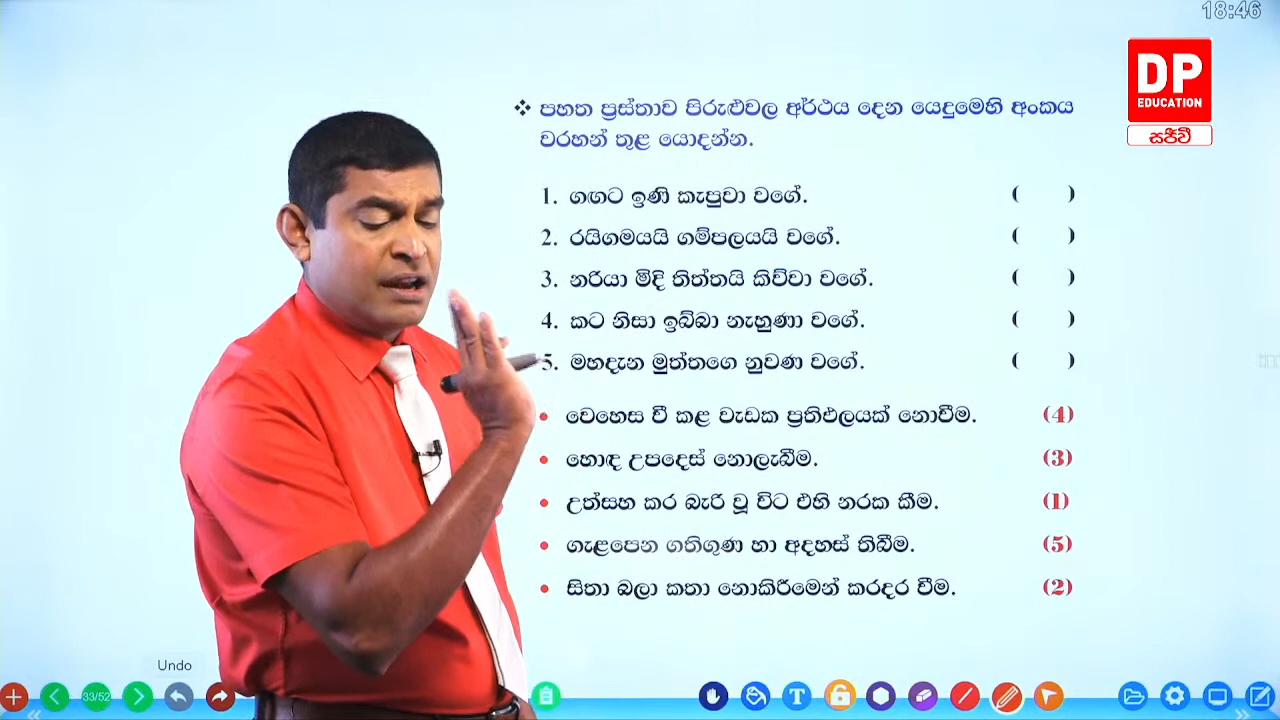 18:46
DP
EDUCATION
සජීවී
❖ පහත ප්‍රස්තාව පිරුළුවල අර්ථය දෙන යෙදුමෙහි අංකය
වරහන් තුළ යොදන්න.
1. ගඟට ඉණි කැපුවා වගේ. ( )
2. රයිගමයයි ගම්පලයයි වගේ. ( )
3. නරියා මිදි තිත්තයි කිව්වා වගේ. ( )
4. කට නිසා ඉබ්බා නැහුණා වගේ. ( )
5. මහදැන මුත්තගෙ නුවණ වගේ. ( )
• වෙහෙස වී කළ වැඩක ප්‍රතිඵලයක් නොවීම. (4)
• හොඳ උපදෙස් නොලැබීම. (3)
• උත්සහ කර බැරි වූ විට එහි නරක කීම. (1)
• ගැළපෙන ගතිගුණ හා අදහස් තිබීම. (5)
• සිතා බලා කතා නොකිරීමෙන් කරදර වීම. (2)
Undo
33/52